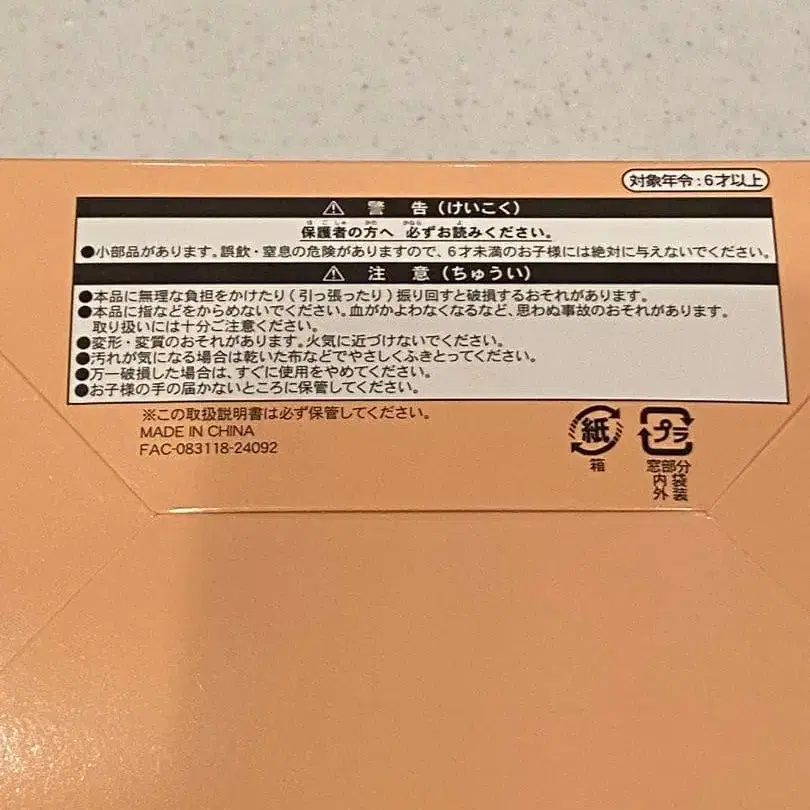 対象年令:6才以上
⚠ 警 告(けいこく)
保護者の方へ 必ずお読みください。
●小部品があります。誤飲・窒息の危険がありますので、6才未満のお子様には絶対に与えないでください。
⚠ 注 意(ちゅうい)
●本品に無理な負担をかけたり(引っ張ったり)振り回すと破損するおそれがあります。
●本品に指などをからめないでください。血がかよわなくなるなど、思わぬ事故のおそれがあります。
取り扱いには十分ご注意ください。
●変形・変質のおそれがあります。火気に近づけないでください。
●汚れが気になる場合は乾いた布などでやさしくふきとってください。
●万一破損した場合は、すぐに使用をやめてください。
●お子様の手の届かないところに保管してください。
※この取扱説明書は必ず保管してください。
MADE IN CHINA
FAC-083118-24092
紙
箱
プラ
窓部分
内 袋
外 装